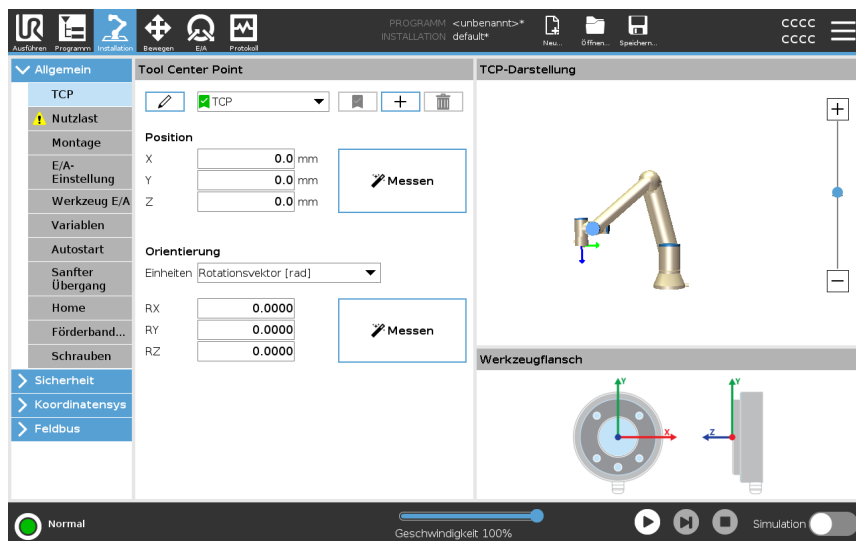 UR
Ausführen
Programm
Installation
Bewegen
E/A
Protokoll
PROGRAMM <unbenannt>*
INSTALLATION default*
Neu...
Öffnen...
Speichern...
CCCC
CCCC
Allgemein
TCP
Nutzlast
Montage
E/A-
Einstellung
Werkzeug E/A
Variablen
Autostart
Sanfter
Übergang
Home
Förderband...
Schrauben
Sicherheit
Koordinatensys
Feldbus
Tool Center Point
TCP
Position
X 0.0 mm
Y 0.0 mm
Z 0.0 mm
Messen
Orientierung
Einheiten Rotationsvektor [rad]
RX 0.0000
RY 0.0000
RZ 0.0000
Messen
TCP-Darstellung
Werkzeugflansch
Y
X
Y
Z
Normal
Geschwindigkeit 100%
Simulation